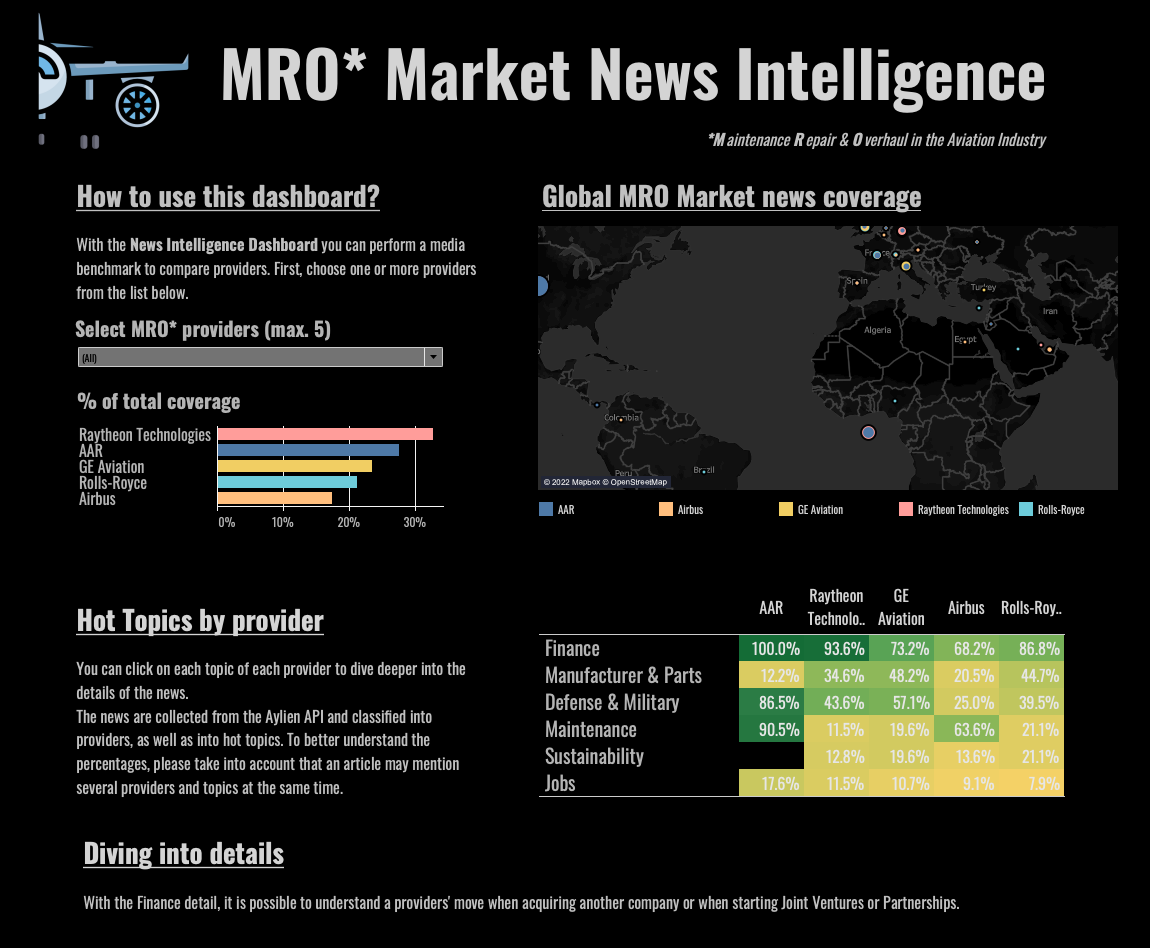 MRO* Market News Intelligence
*M aintenance R epair & O verhaul in the Aviation Industry
How to use this dashboard?
With the News Intelligence Dashboard you can perform a media
benchmark to compare providers. First, choose one or more providers
from the list below.
Select MRO* providers (max. 5)
(All)
% of total coverage
Raytheon Technologies
AAR
GE Aviation
Rolls-Royce
Airbus
0% 10% 20% 30%
Global MRO Market news coverage
France
Spain
Turkey
Iran
Algeria
Egypt
Colombia
Peru
Brazil
© 2022 Mapbox © OpenStreetMap
AAR Airbus GE Aviation Raytheon Technologies Rolls-Royce
Hot Topics by provider
You can click on each topic of each provider to dive deeper into the
details of the news.
The news are collected from the Aylien API and classified into
providers, as well as into hot topics. To better understand the
percentages, please take into account that an article may mention
several providers and topics at the same time.
AAR Raytheon Technolo.. GE Aviation Airbus Rolls-Roy..
Finance 100.0% 93.6% 73.2% 68.2% 86.8%
Manufacturer & Parts 12.2% 34.6% 48.2% 20.5% 44.7%
Defense & Military 86.5% 43.6% 57.1% 25.0% 39.5%
Maintenance 90.5% 11.5% 19.6% 63.6% 21.1%
Sustainability 12.8% 19.6% 13.6% 21.1%
Jobs 17.6% 11.5% 10.7% 9.1% 7.9%
Diving into details
With the Finance detail, it is possible to understand a providers' move when acquiring another company or when starting Joint Ventures or Partnerships.